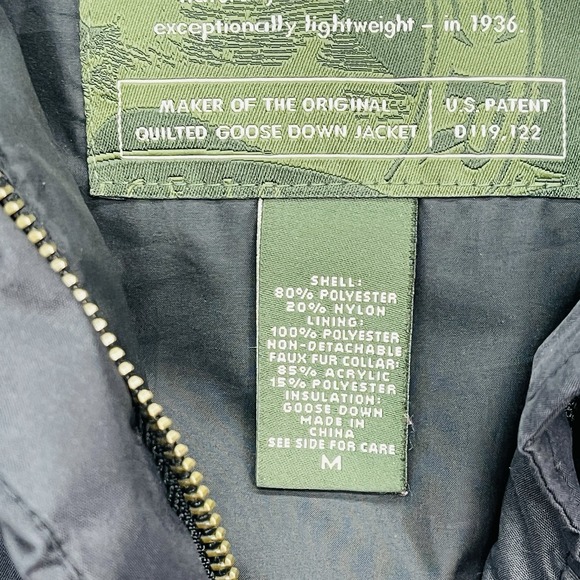 exceptionally lightweight – in 1936.
MAKER OF THE ORIGINAL
QUILTED GOOSE DOWN JACKET
U.S. PATENT
D119,122
SHELL:
80% POLYESTER
20% NYLON
LINING:
100% POLYESTER
NON-DETACHABLE
FAUX FUR COLLAR:
85% ACRYLIC
15% POLYESTER
INSULATION:
GOOSE DOWN
MADE IN
CHINA
SEE SIDE FOR CARE
M